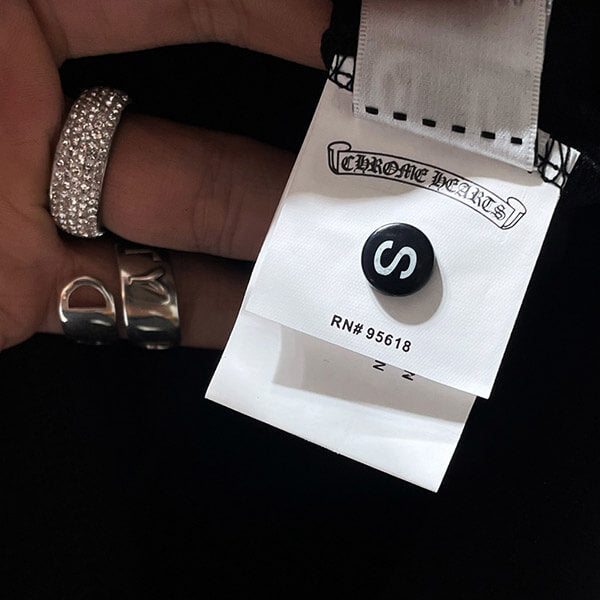 CHROME HEARTS
S
RN# 95618
N N